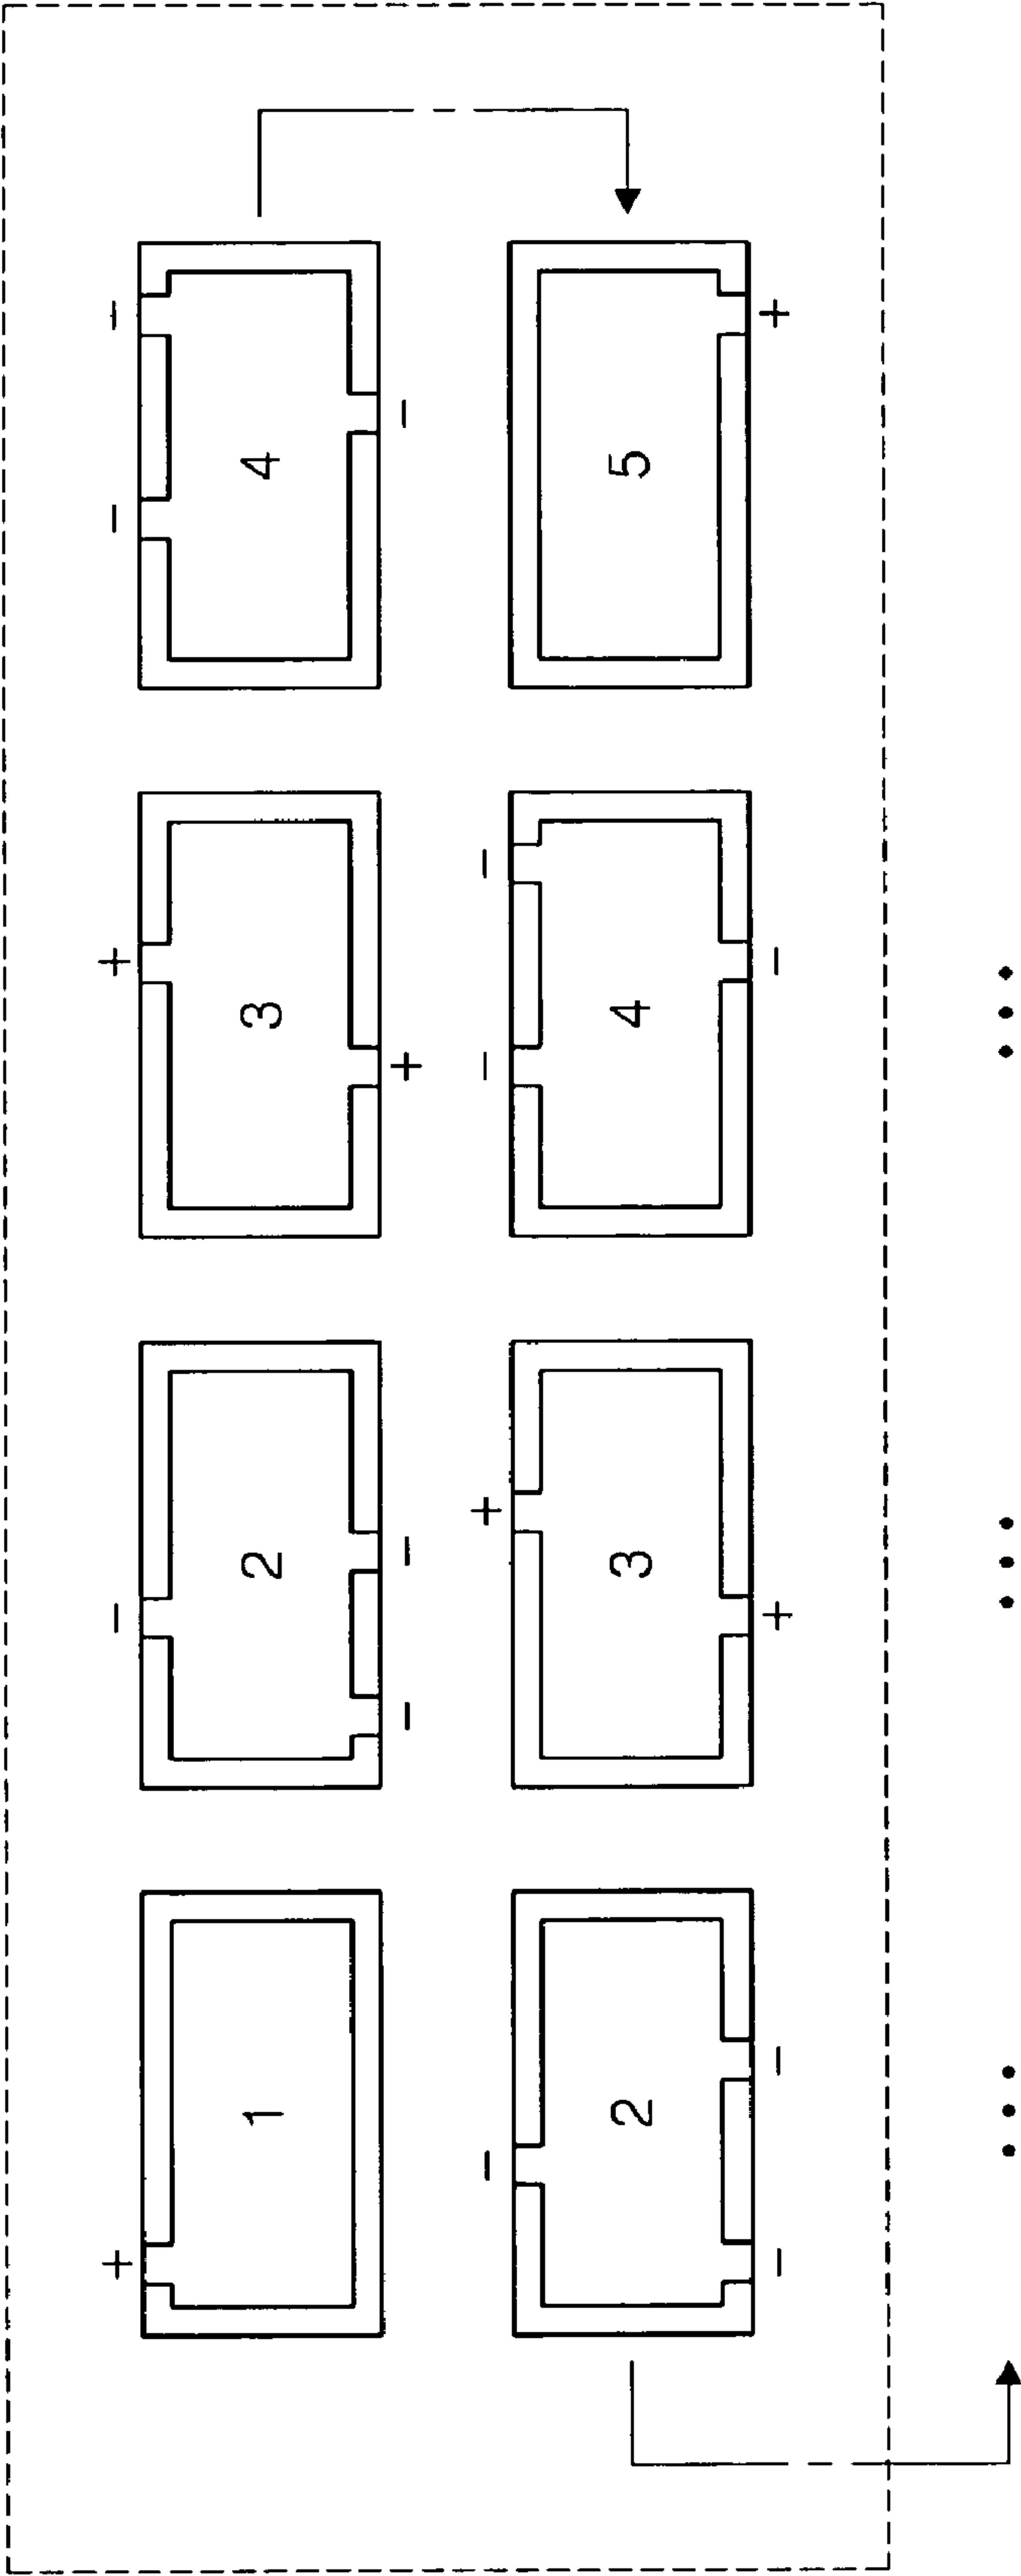 + − + − −
1 2 3 4
− − + −
− + − −
2 3 4 5
− − + − +
... ... ...